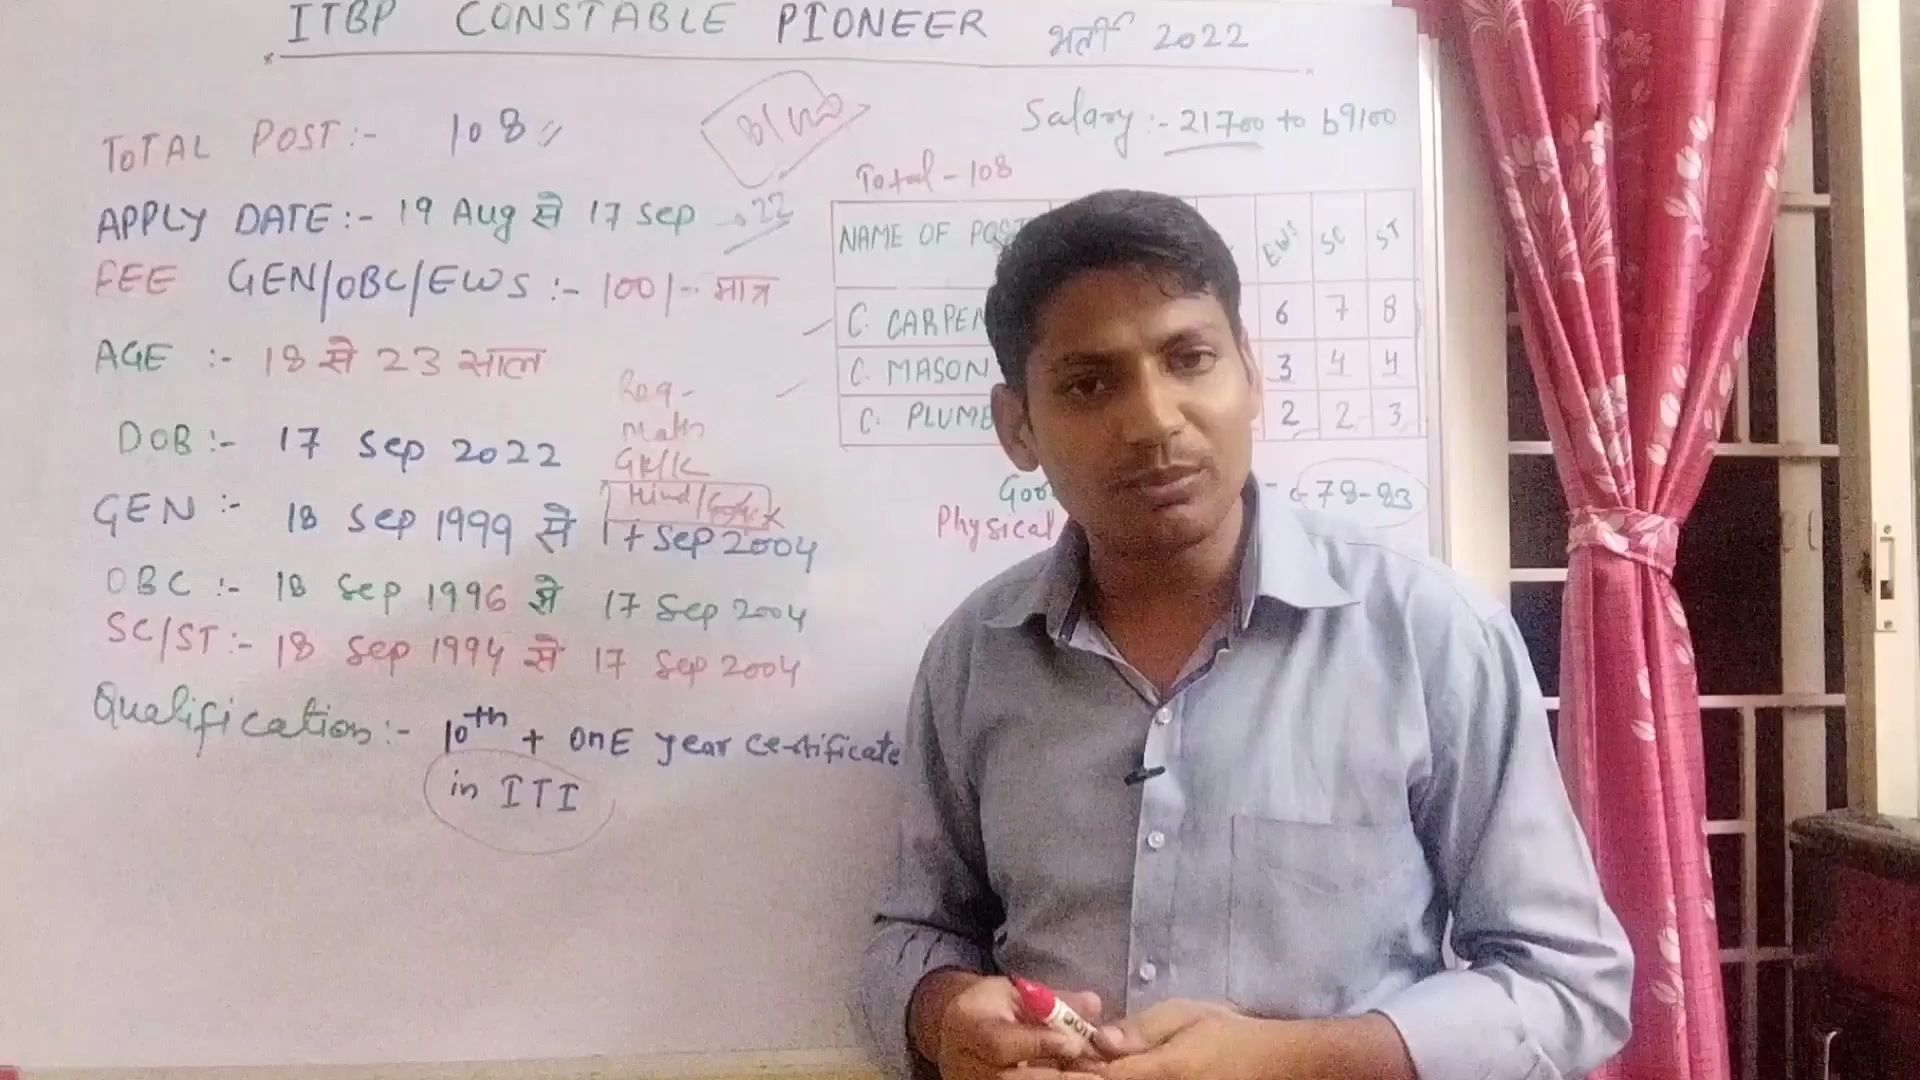 ITBP CONSTABLE PIONEER भर्ती 2022
TOTAL POST:- 108
Salary:- 21700 to 69100
APPLY DATE:- 19 Aug से 17 Sep 22
FEE GEN/OBC/EWS:- 100/- मात्र
AGE:- 18 से 23 साल
DOB:- 17 Sep 2022
GEN:- 18 Sep 1999 से 17 Sep 2004
OBC:- 18 Sep 1996 से 17 Sep 2004
SC/ST:- 18 Sep 1994 से 17 Sep 2004
Qualification:- 10th + OnE year certificate
in ITI
Maths
Total - 108
NAME OF POST EWS SC ST
C. CARPEN 6 7 8
C. MASON 3 4 4
C. PLUMB 2 2 3
78-83
Physical